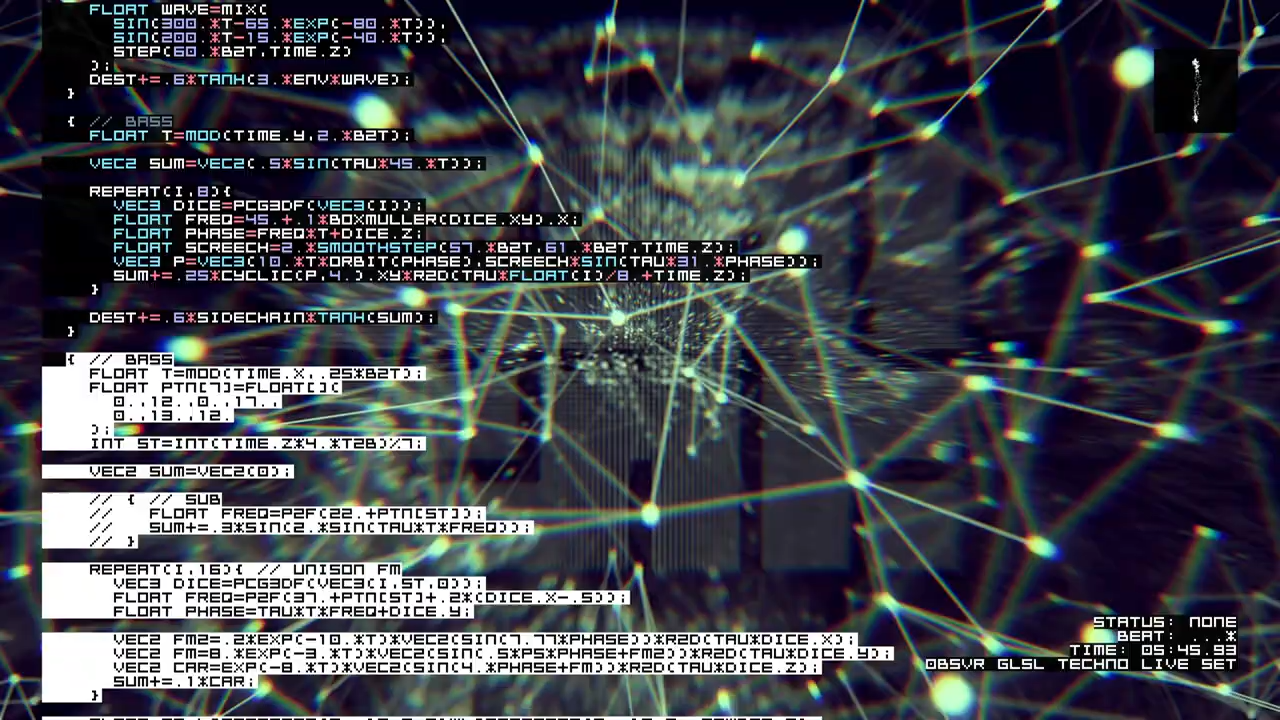 FLOAT WAVE=MIX(
SIN(300.*T-65.*EXP(-80.*T)),
SIN(200.*T-15.*EXP(-40.*T)),
STEP(60.*B2T,TIME.Z)
);
DEST+=.6*TANH(3.*ENV*WAVE);
}
{ // BASS
FLOAT T=MOD(TIME.Y,2.*B2T);
VEC2 SUM=VEC2(.5*SIN(TAU*45.*T));
REPEAT(I,8){
VEC3 DICE=PCG3DF(VEC3(I));
FLOAT FREQ=45.+.1*BOXMULLER(DICE.XY).X;
FLOAT PHASE=FREQ*T+DICE.Z;
FLOAT SCREECH=2.*SMOOTHSTEP(57.*B2T,61.*B2T,TIME.Z);
VEC3 P=VEC3(10.*T*ORBIT(PHASE),SCREECH*SIN(TAU*31.*PHASE));
SUM+=.25*CYCLIC(P,4.).XY*R2D(TAU*FLOAT(I)/8.+TIME.Z);
}
DEST+=.6*SIDECHAIN*TANH(SUM);
}
{ // BASS
FLOAT T=MOD(TIME.X,.25*B2T);
FLOAT PTN[7]=FLOAT[](
0.,12.,0.,17.,
0.,13.,12.
);
INT ST=INT(TIME.Z*4.*T2B)%7;
VEC2 SUM=VEC2(0);
// { // SUB
//   FLOAT FREQ=P2F(22.+PTN[ST]);
//   SUM+=.3*SIN(2.*SIN(TAU*T*FREQ));
// }
REPEAT(I,16){ // UNISON FM
VEC3 DICE=PCG3DF(VEC3(I,ST,0));
FLOAT FREQ=P2F(37.+PTN[ST]+.2*(DICE.X-.5));
FLOAT PHASE=TAU*T*FREQ+DICE.Y;
VEC2 FM2=.2*EXP(-10.*T)*VEC2(SIN(7.77*PHASE))*R2D(TAU*DICE.X);
VEC2 FM=8.*EXP(-3.*T)*VEC2(SIN(.5*PS*PHASE+FM2))*R2D(TAU*DICE.Y);
VEC2 CAR=EXP(-8.*T)*VEC2(SIN(4.*PHASE+FM))*R2D(TAU*DICE.Z);
SUM+=.1*CAR;
}
STATUS: NONE
BEAT: ...*
TIME: 05:45.93
0BSVR GLSL TECHNO LIVE SET